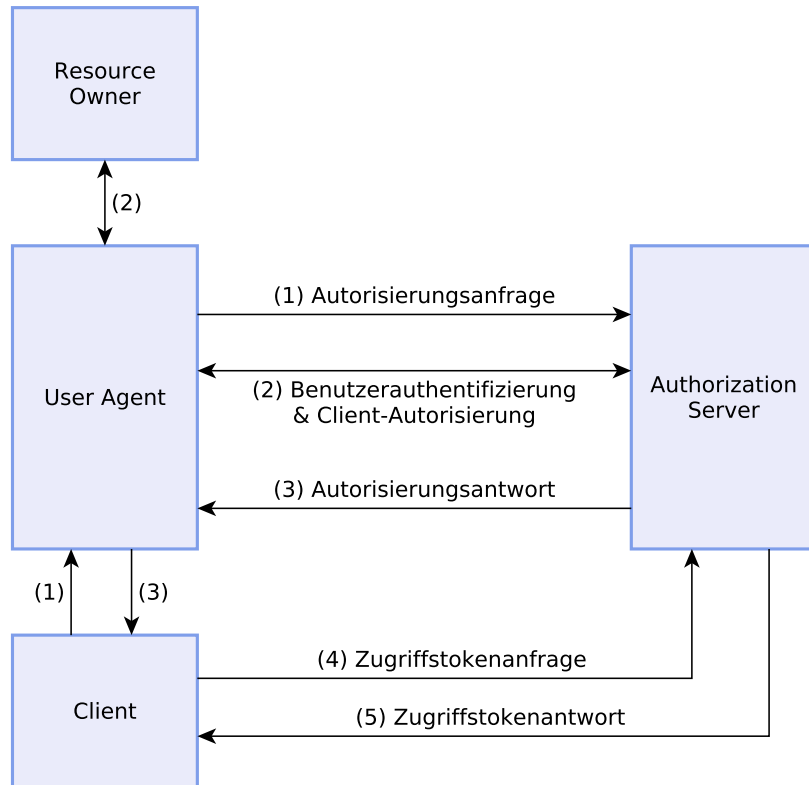 Resource
Owner
(2)
(1) Autorisierungsanfrage
(2) Benutzerauthentifizierung
& Client-Autorisierung
User Agent
Authorization
Server
(3) Autorisierungsantwort
(1)
(3)
(4) Zugriffstokenanfrage
Client
(5) Zugriffstokenantwort